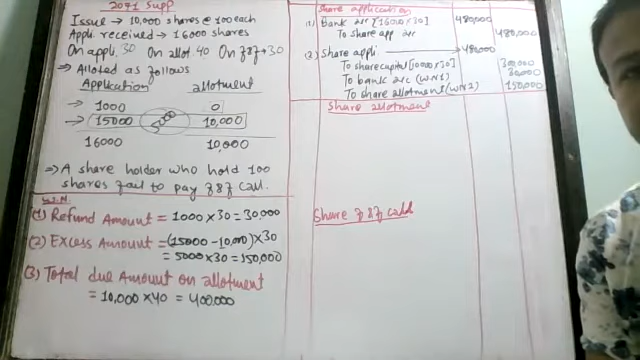 2071 Supp
Issue → 10,000 shares @ 100 each
Appli. received → 16000 shares
On appli. 30 On allot. 40 On f&f → 30
⇒ Alloted as follows
Application allotment
→ 1000 0
→ 15000 5000 10,000
16000 10,000
⇒ A share holder who hold 100
shares fail to pay f&f call.
W.N.
(1) Refund Amount = 1000 × 30 = 30,000
(2) Excess Amount = (15000 - 10,000) × 30
= 5000 × 30 = 150,000
(3) Total due Amount on allotment
= 10,000 × 40 = 400,000
Share application
(1) Bank a/c [16000 × 30] 480,000
To share app a/c 480,000
(2) Share appli. → 480,000
To share capital [10000 × 30] 300,000
To bank a/c (WN1) 30,000
To share allotment (WN2) 150,000
Share allotment
Share f&f call